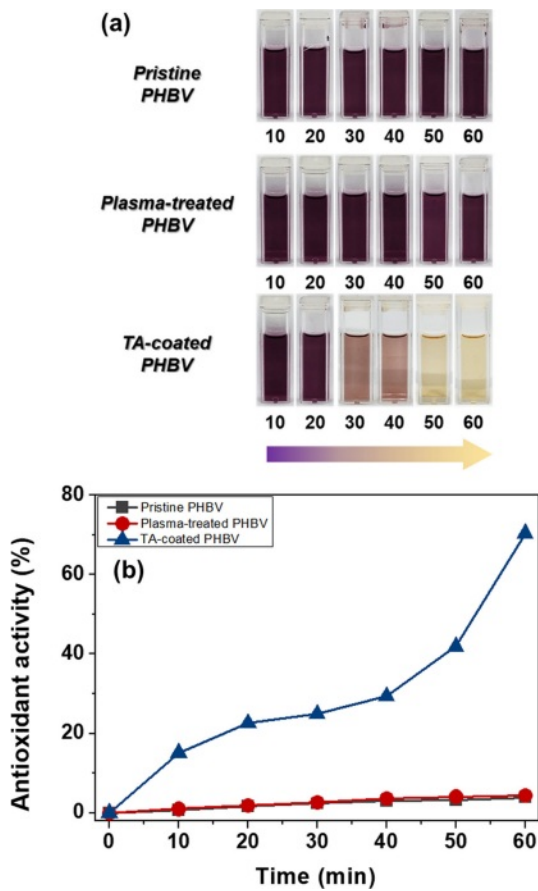 (a)
Pristine
PHBV
10 20 30 40 50 60
Plasma-treated
PHBV
10 20 30 40 50 60
TA-coated
PHBV
10 20 30 40 50 60
80
60
40
20
0
Antioxidant activity (%)
Pristine PHBV
Plasma-treated PHBV
TA-coated PHBV
(b)
0 10 20 30 40 50 60
Time (min)